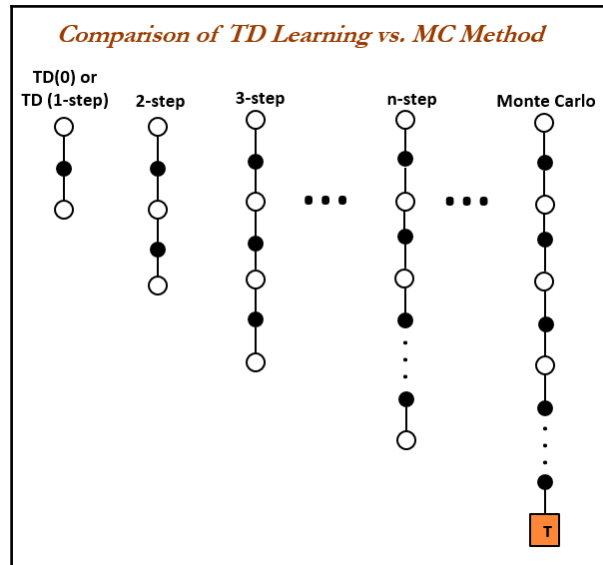 Comparison of TD Learning vs. MC Method
TD(0) or
TD (1-step)
2-step
3-step
n-step
Monte Carlo
T